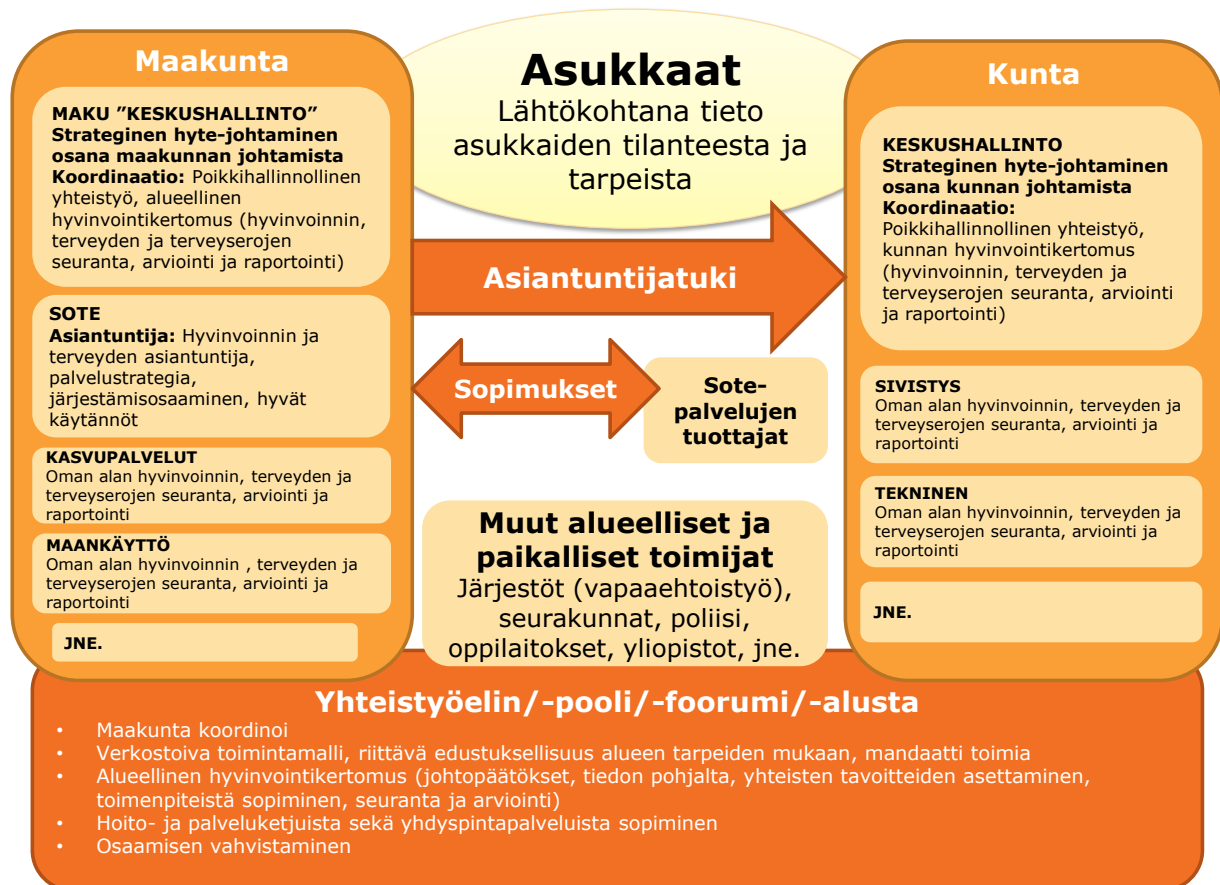 Maakunta
MAKU ”KESKUSHALLINTO”
Strateginen hyte-johtaminen
osana maakunnan johtamista
Koordinaatio: Poikkihallinnollinen
yhteistyö, alueellinen
hyvinvointikertomus (hyvinvoinnin,
terveyden ja terveyserojen
seuranta, arviointi ja raportointi)
SOTE
Asiantuntija: Hyvinvoinnin ja
terveyden asiantuntija,
palvelustrategia,
järjestämisosaaminen, hyvät
käytännöt
KASVUPALVELUT
Oman alan hyvinvoinnin, terveyden ja
terveyserojen seuranta, arviointi ja
raportointi
MAANKÄYTTÖ
Oman alan hyvinvoinnin , terveyden ja
terveyserojen seuranta, arviointi ja
raportointi
JNE.
Asukkaat
Lähtökohtana tieto
asukkaiden tilanteesta ja
tarpeista
Asiantuntijatuki
Sopimukset
Sote-
palvelujen
tuottajat
Muut alueelliset ja
paikalliset toimijat
Järjestöt (vapaaehtoistyö),
seurakunnat, poliisi,
oppilaitokset, yliopistot, jne.
Kunta
KESKUSHALLINTO
Strateginen hyte-johtaminen
osana kunnan johtamista
Koordinaatio:
Poikkihallinnollinen yhteistyö,
kunnan hyvinvointikertomus
(hyvinvoinnin, terveyden ja
terveyserojen seuranta, arviointi
ja raportointi)
SIVISTYS
Oman alan hyvinvoinnin, terveyden ja
terveyserojen seuranta, arviointi ja
raportointi
TEKNINEN
Oman alan hyvinvoinnin, terveyden ja
terveyserojen seuranta, arviointi ja
raportointi
JNE.
Yhteistyöelin/-pooli/-foorumi/-alusta
• Maakunta koordinoi
• Verkostoiva toimintamalli, riittävä edustuksellisuus alueen tarpeiden mukaan, mandaatti toimia
• Alueellinen hyvinvointikertomus (johtopäätökset, tiedon pohjalta, yhteisten tavoitteiden asettaminen,
toimenpiteistä sopiminen, seuranta ja arviointi)
• Hoito- ja palveluketjuista sekä yhdyspintapalveluista sopiminen
• Osaamisen vahvistaminen